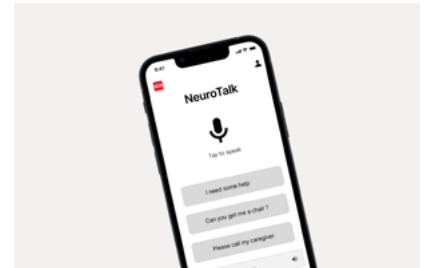 9:41
NeuroTalk
Tap to speak
I need some help
Can you get me a chair ?
Please call my caregiver